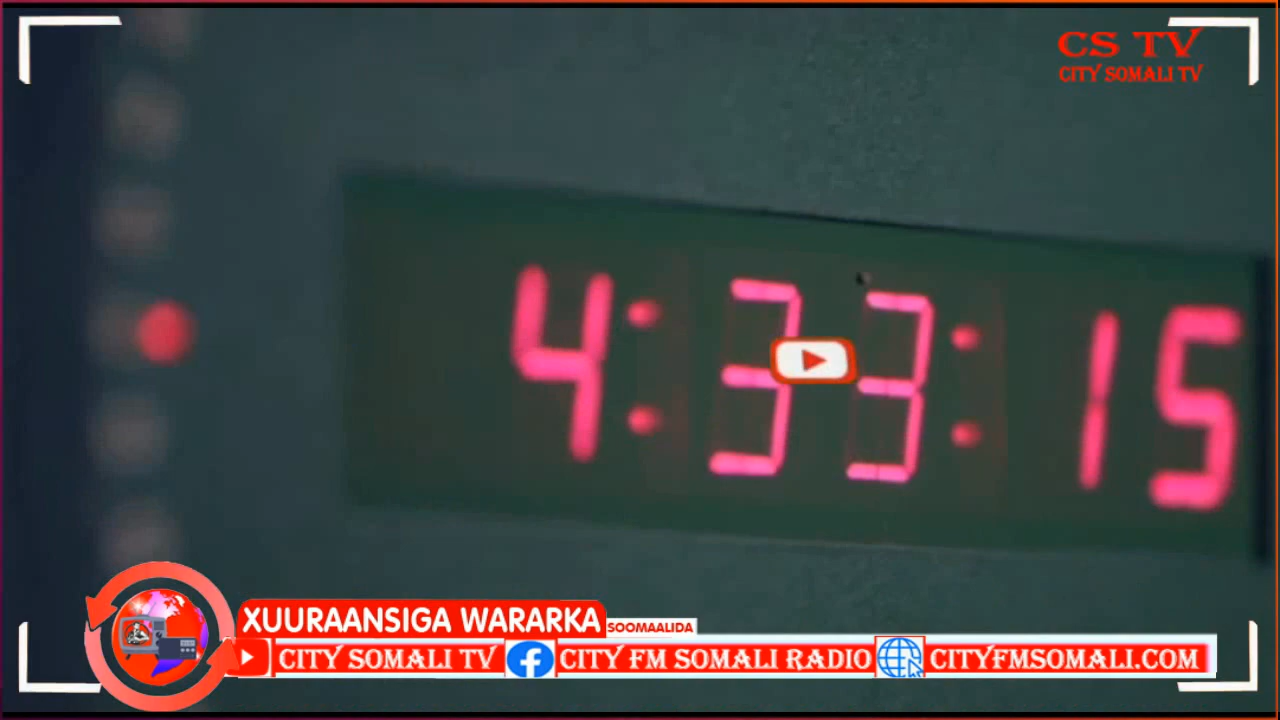 CS TV
CITY SOMALI TV
4:33:15
XUURAANSIGA WARARKA
SOOMAALIDA
CITY SOMALI TV CITY FM SOMALI RADIO CITYFMSOMALI.COM